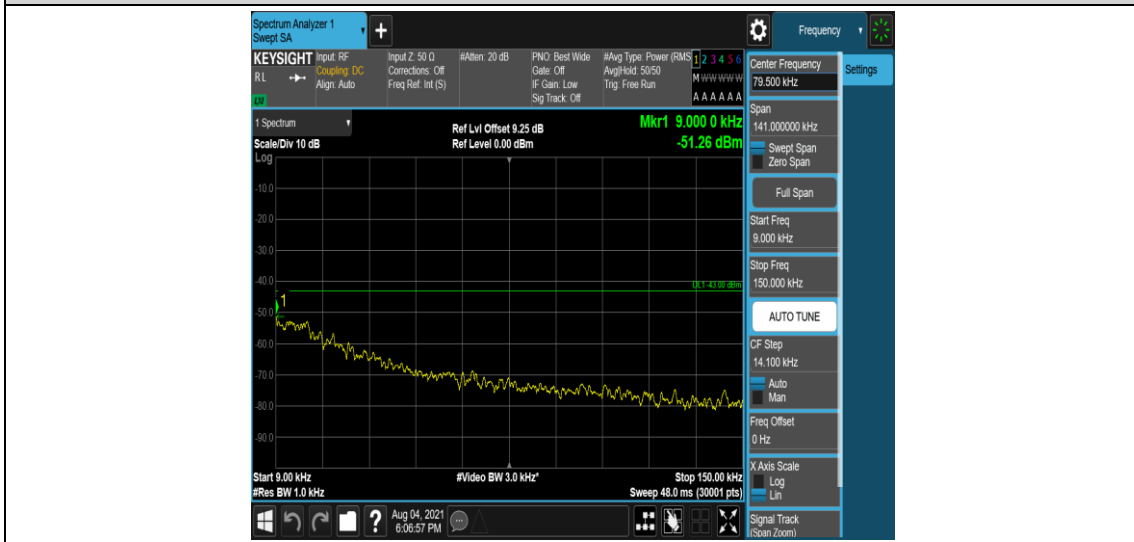 Spectrum Analyzer 1
Swept SA
+
Frequency
KEYSIGHT
RL
LXI
Input: RF
Coupling: DC
Align: Auto
Input Z: 50 Ω
Corrections: Off
Freq Ref: Int (S)
#Atten: 20 dB
PNO: Best Wide
Gate: Off
IF Gain: Low
Sig Track: Off
#Avg Type: Power (RMS
Avg|Hold: 50/50
Trig: Free Run
1 2 3 4 5 6
M W W W W W
A A A A A A
1 Spectrum
Scale/Div 10 dB
Ref Lvl Offset 9.25 dB
Ref Level 0.00 dBm
Mkr1 9.000 0 kHz
-51.26 dBm
Log
-10.0
-20.0
-30.0
-40.0
DL1 -43.00 dBm
1
-50.0
-60.0
-70.0
-80.0
-90.0
Start 9.00 kHz
#Res BW 1.0 kHz
#Video BW 3.0 kHz*
Stop 150.00 kHz
Sweep 48.0 ms (30001 pts)
Center Frequency
79.500 kHz
Settings
Span
141.000000 kHz
Swept Span
Zero Span
Full Span
Start Freq
9.000 kHz
Stop Freq
150.000 kHz
AUTO TUNE
CF Step
14.100 kHz
Auto
Man
Freq Offset
0 Hz
X Axis Scale
Log
Lin
Signal Track
(Span Zoom)
?
Aug 04, 2021
6:06:57 PM